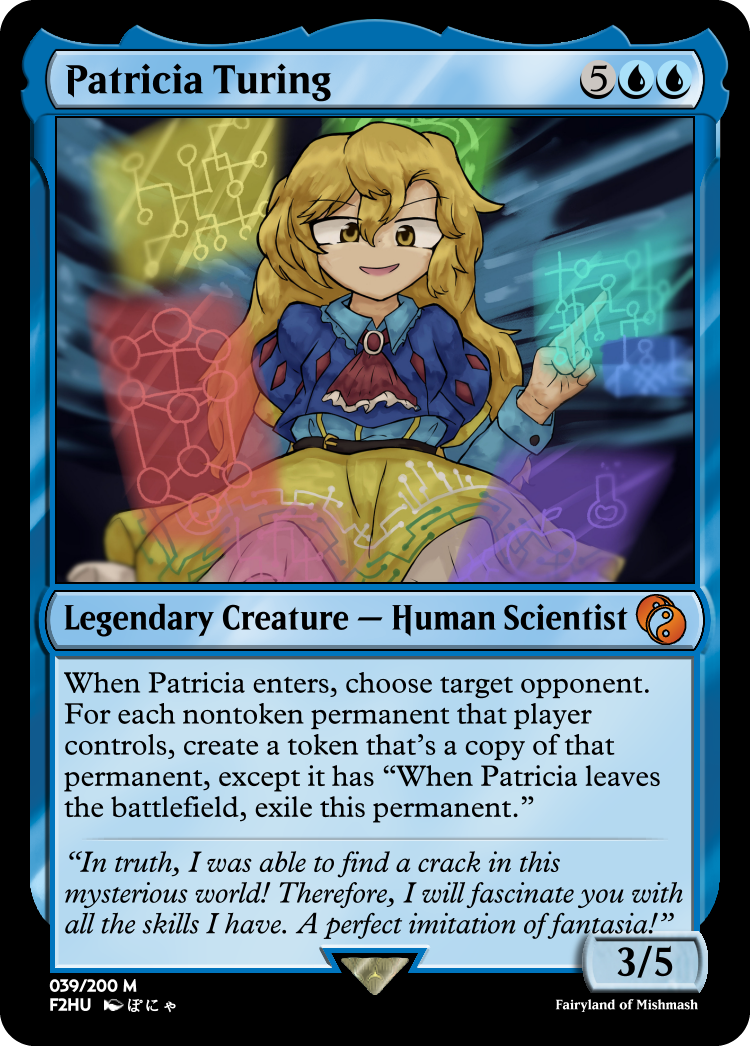 Patricia Turing 5
Legendary Creature — Human Scientist
When Patricia enters, choose target opponent.
For each nontoken permanent that player
controls, create a token that's a copy of that
permanent, except it has “When Patricia leaves
the battlefield, exile this permanent.”
“In truth, I was able to find a crack in this
mysterious world! Therefore, I will fascinate you with
all the skills I have. A perfect imitation of fantasia!”
3/5
039/200 M
F2HU ぽにゃ
Fairyland of Mishmash